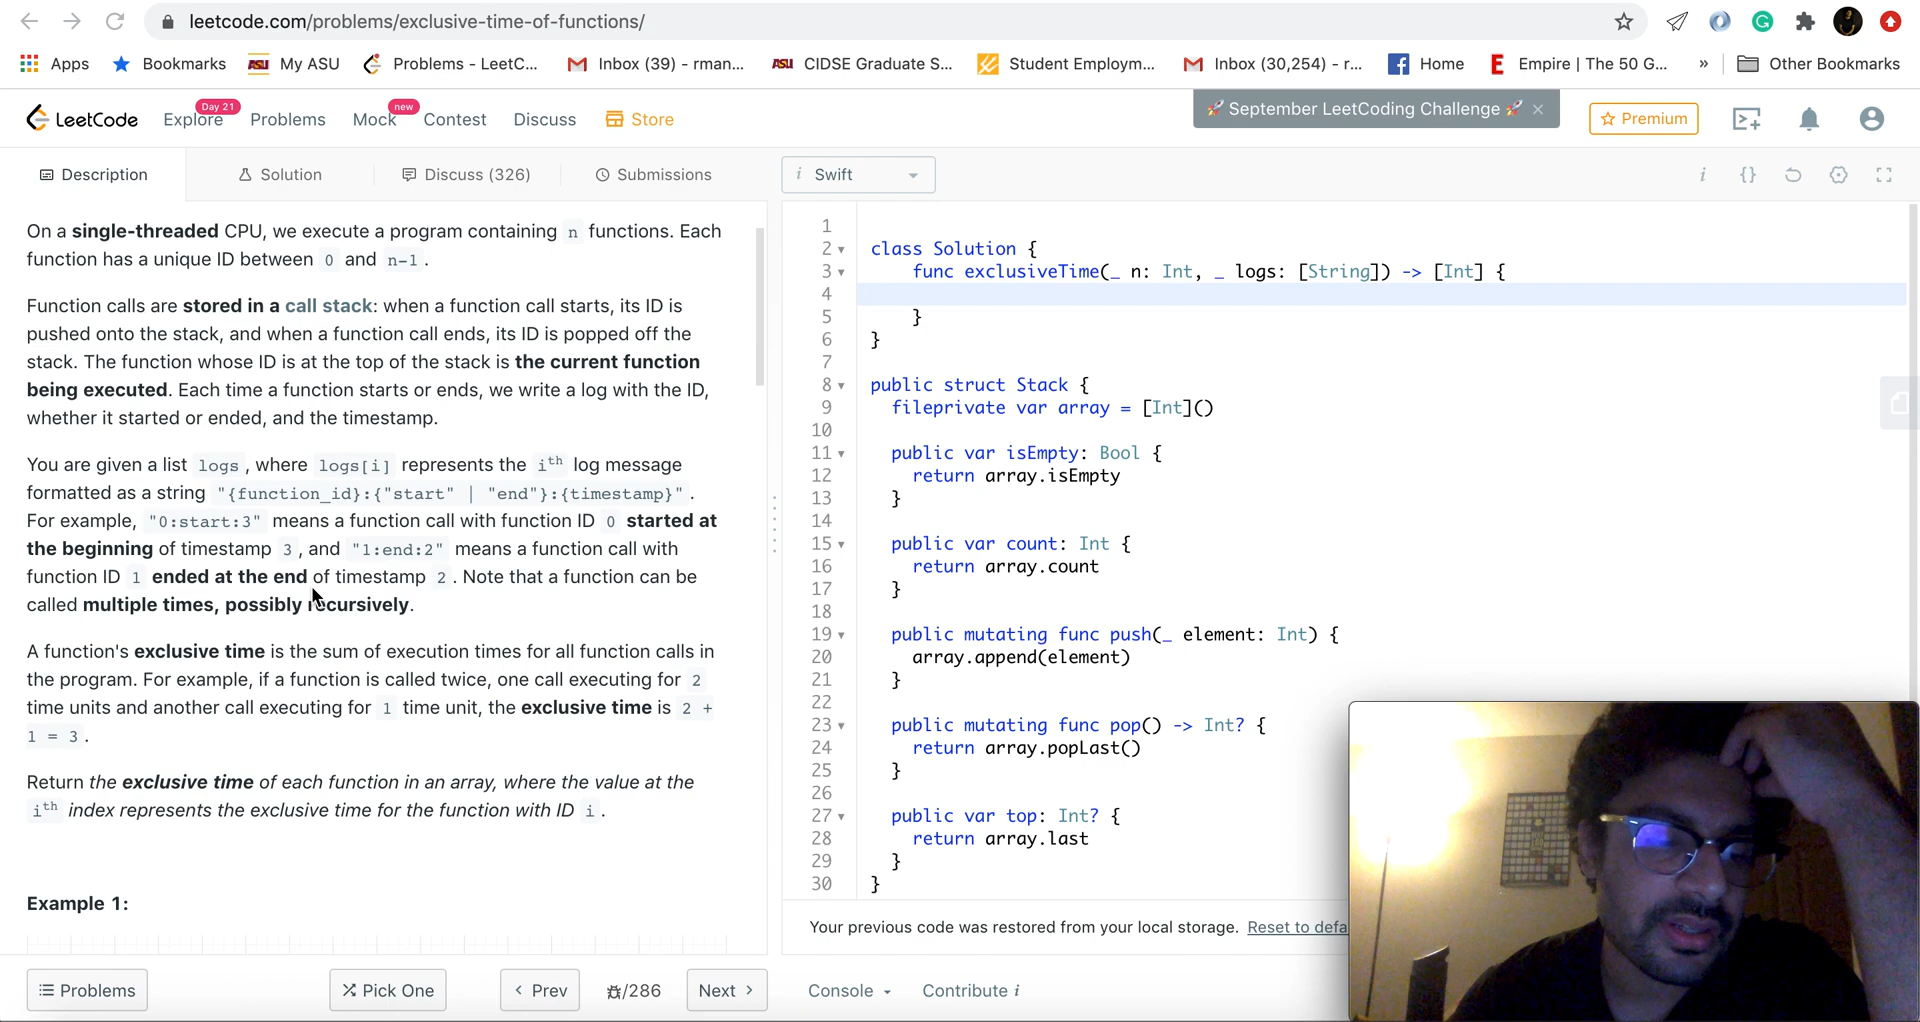 leetcode.com/problems/exclusive-time-of-functions/
Apps
Bookmarks
ASU My ASU
Problems - LeetC...
Inbox (39) - rman...
ASU CIDSE Graduate S...
Student Employm...
Inbox (30,254) - r...
Home
Empire | The 50 G...
»
Other Bookmarks
LeetCode
Explore
Day 21
Problems
Mock
new
Contest
Discuss
Store
🚀 September LeetCoding Challenge 🚀 ×
Premium
Description
Solution
Discuss (326)
Submissions
i Swift
On a single-threaded CPU, we execute a program containing n functions. Each
function has a unique ID between 0 and n-1 .
Function calls are stored in a call stack: when a function call starts, its ID is
pushed onto the stack, and when a function call ends, its ID is popped off the
stack. The function whose ID is at the top of the stack is the current function
being executed. Each time a function starts or ends, we write a log with the ID,
whether it started or ended, and the timestamp.
You are given a list logs , where logs[i] represents the ith log message
formatted as a string "{function_id}:{"start" | "end"}:{timestamp}" .
For example, "0:start:3" means a function call with function ID 0 started at
the beginning of timestamp 3 , and "1:end:2" means a function call with
function ID 1 ended at the end of timestamp 2 . Note that a function can be
called multiple times, possibly recursively.
A function's exclusive time is the sum of execution times for all function calls in
the program. For example, if a function is called twice, one call executing for 2
time units and another call executing for 1 time unit, the exclusive time is 2 +
1 = 3 .
Return the exclusive time of each function in an array, where the value at the
ith index represents the exclusive time for the function with ID i .
Example 1:
1
2 class Solution {
3 func exclusiveTime(_ n: Int, _ logs: [String]) -> [Int] {
4
5 }
6 }
7
8 public struct Stack {
9 fileprivate var array = [Int]()
10
11 public var isEmpty: Bool {
12 return array.isEmpty
13 }
14
15 public var count: Int {
16 return array.count
17 }
18
19 public mutating func push(_ element: Int) {
20 array.append(element)
21 }
22
23 public mutating func pop() -> Int? {
24 return array.popLast()
25 }
26
27 public var top: Int? {
28 return array.last
29 }
30 }
Your previous code was restored from your local storage. Reset to defa
Problems
Pick One
Prev
/286
Next
Console
Contribute i